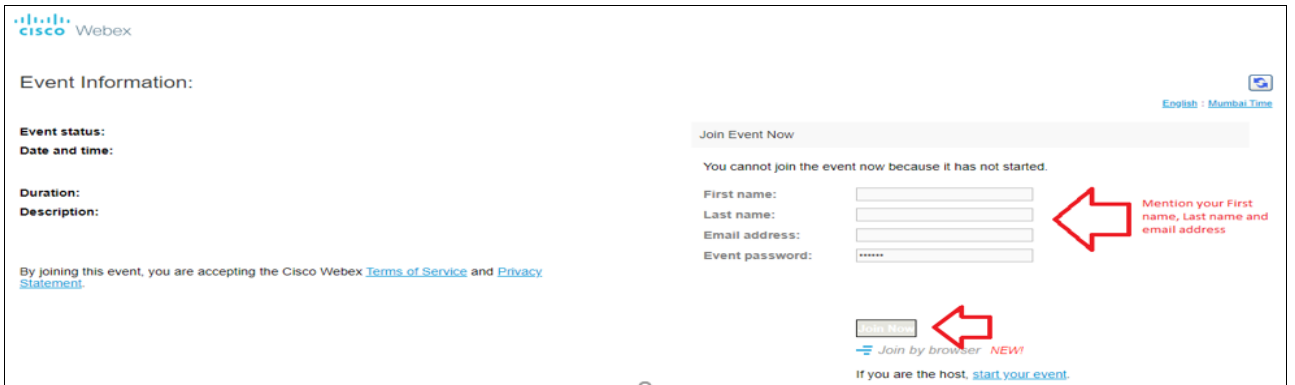 cisco Webex
Event Information:
English : Mumbai Time
Event status:
Date and time:
Duration:
Description:
By joining this event, you are accepting the Cisco Webex Terms of Service and Privacy
Statement.
Join Event Now
You cannot join the event now because it has not started.
First name:
Last name:
Email address:
Event password:
••••••
Mention your First
name, Last name and
email address
Join Now
Join by browser NEW!
If you are the host, start your event.